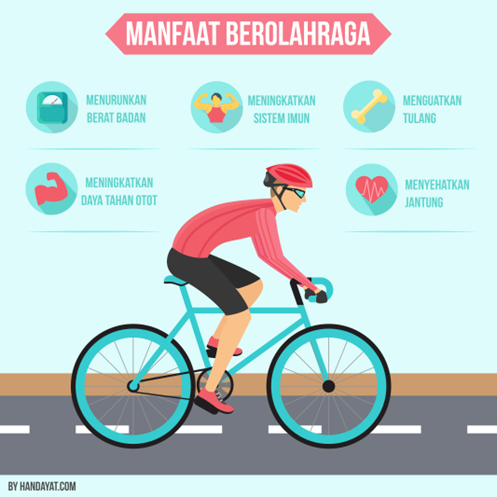 MANFAAT BEROLAHRAGA
MENURUNKAN
BERAT BADAN
MENINGKATKAN
SISTEM IMUN
MENGUATKAN
TULANG
MENINGKATKAN
DAYA TAHAN OTOT
MENYEHATKAN
JANTUNG
BY HANDAYAT.COM